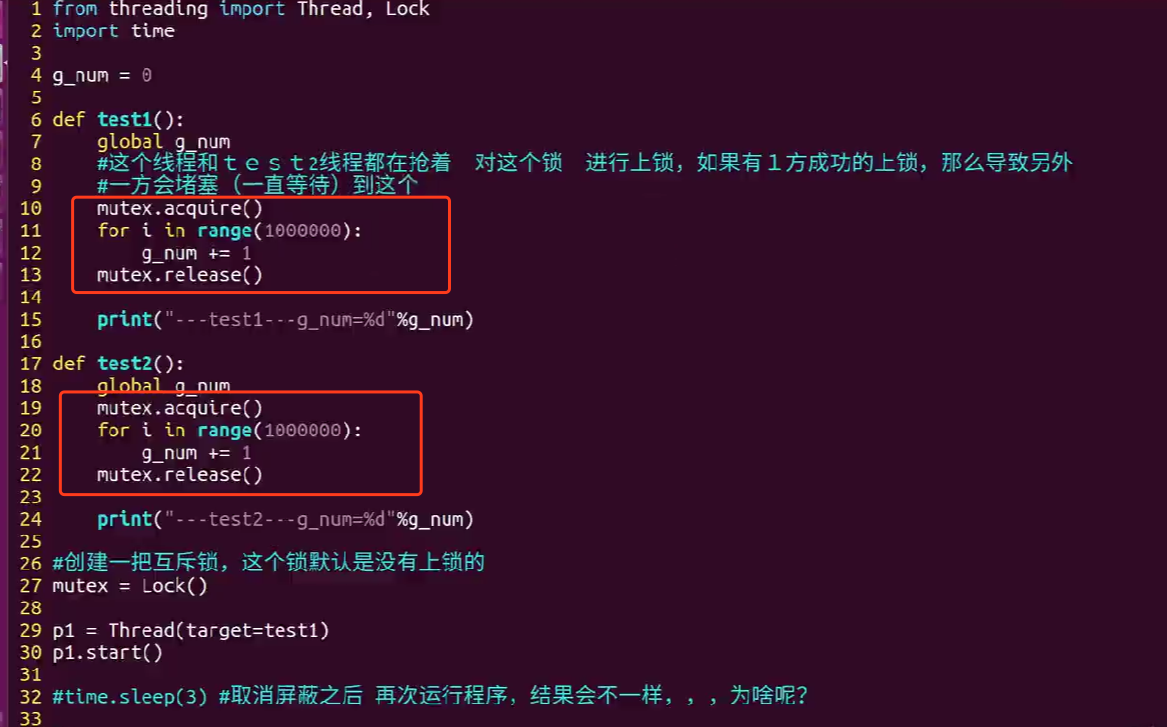 1 from threading import Thread, Lock
2 import time
3
4 g_num = 0
5
6 def test1():
7     global g_num
8     #这个线程和ｔｅｓｔ2线程都在抢着　对这个锁　进行上锁，如果有１方成功的上锁，那么导致另外
9     #一方会堵塞（一直等待）到这个
10     mutex.acquire()
11     for i in range(1000000):
12         g_num += 1
13     mutex.release()
14
15     print("---test1---g_num=%d"%g_num)
16
17 def test2():
18     global g_num
19     mutex.acquire()
20     for i in range(1000000):
21         g_num += 1
22     mutex.release()
23
24     print("---test2---g_num=%d"%g_num)
25
26 #创建一把互斥锁，这个锁默认是没有上锁的
27 mutex = Lock()
28
29 p1 = Thread(target=test1)
30 p1.start()
31
32 #time.sleep(3) #取消屏蔽之后 再次运行程序，结果会不一样，，，为啥呢？
33